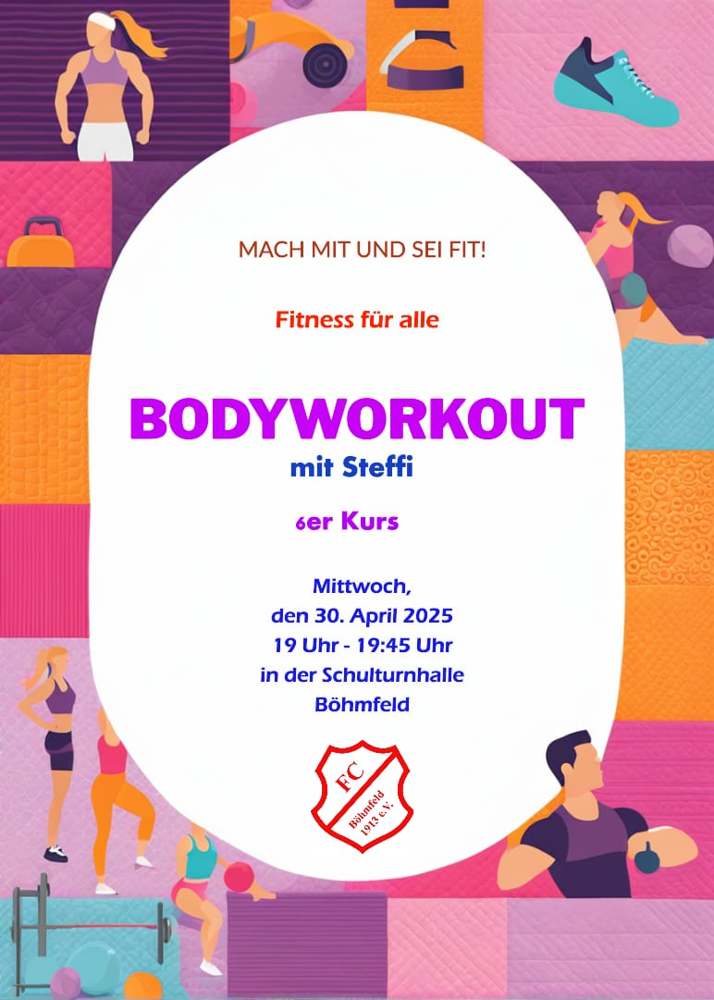 MACH MIT UND SEI FIT!
Fitness für alle
BODYWORKOUT
mit Steffi
6er Kurs
Mittwoch,
den 30. April 2025
19 Uhr - 19:45 Uhr
in der Schulturnhalle
Böhmfeld
FC
Böhmfeld
1913 e.V.